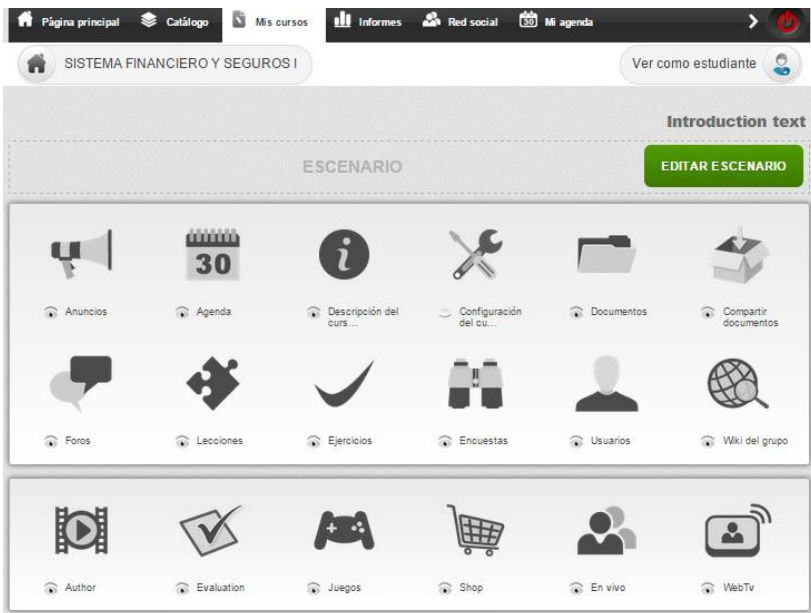 Página principal Catálogo Mis cursos Informes Red social 30 Mi agenda
SISTEMA FINANCIERO Y SEGUROS I Ver como estudiante
Introduction text
ESCENARIO EDITAR ESCENARIO
30
Anuncios Agenda Descripción del curs... Configuración del cu... Documentos Compartir documentos
Foros Lecciones Ejercicios Encuestas Usuarios Wiki del grupo
Author Evaluation Juegos Shop En vivo WebTv